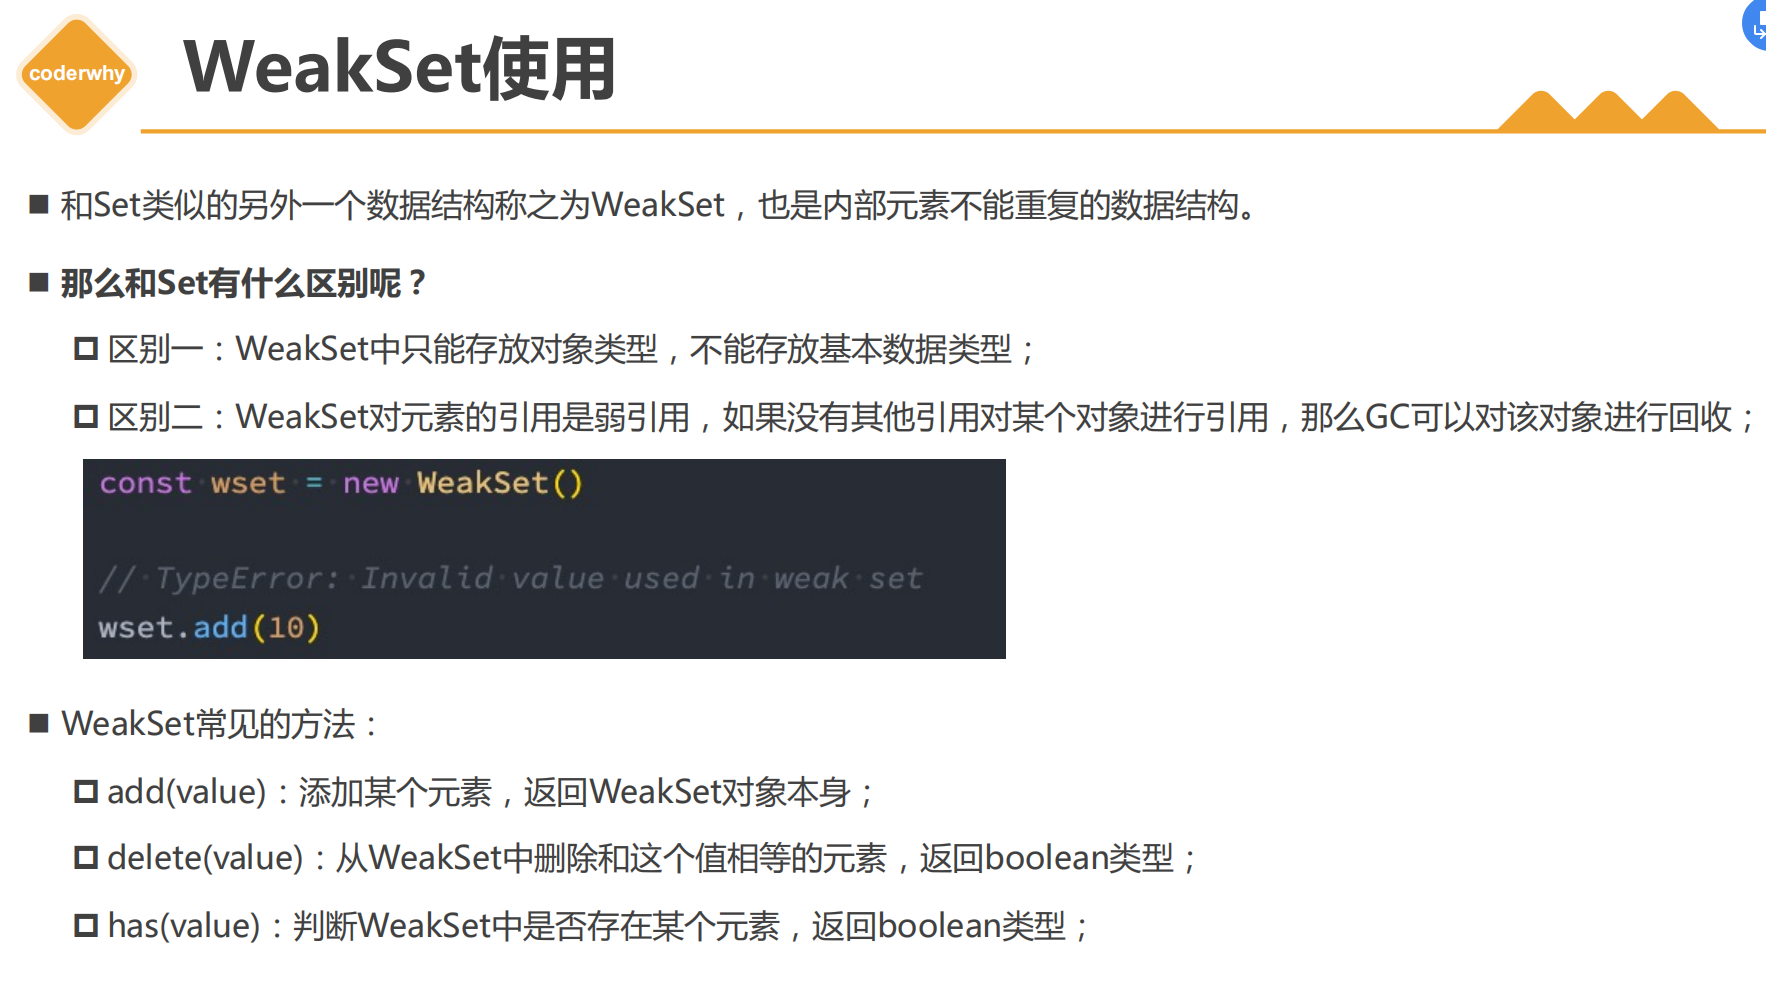 coderwhy
WeakSet使用
和Set类似的另外一个数据结构称之为WeakSet，也是内部元素不能重复的数据结构。
那么和Set有什么区别呢？
区别一：WeakSet中只能存放对象类型，不能存放基本数据类型；
区别二：WeakSet对元素的引用是弱引用，如果没有其他引用对某个对象进行引用，那么GC可以对该对象进行回收；
const wset = new WeakSet()
// TypeError: Invalid value used in weak set
wset.add(10)
WeakSet常见的方法：
add(value)：添加某个元素，返回WeakSet对象本身；
delete(value)：从WeakSet中删除和这个值相等的元素，返回boolean类型；
has(value)：判断WeakSet中是否存在某个元素，返回boolean类型；